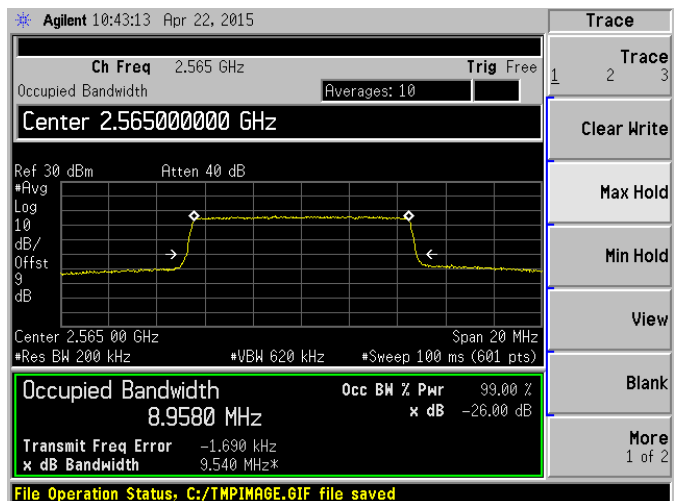 Agilent 10:43:13 Apr 22, 2015
Trace
Ch Freq 2.565 GHz Trig Free
Occupied Bandwidth Averages: 10
Center 2.565000000 GHz
Ref 30 dBm Atten 40 dB
#Avg
Log
10
dB/
Offst
9
dB
Center 2.565 00 GHz Span 20 MHz
#Res BW 200 kHz #VBW 620 kHz #Sweep 100 ms (601 pts)
Occupied Bandwidth
8.9580 MHz
Occ BW % Pwr 99.00 %
x dB -26.00 dB
Transmit Freq Error -1.690 kHz
x dB Bandwidth 9.540 MHz*
File Operation Status, C:/TMPIMAGE.GIF file saved
Trace
1 2 3
Clear Write
Max Hold
Min Hold
View
Blank
More
1 of 2